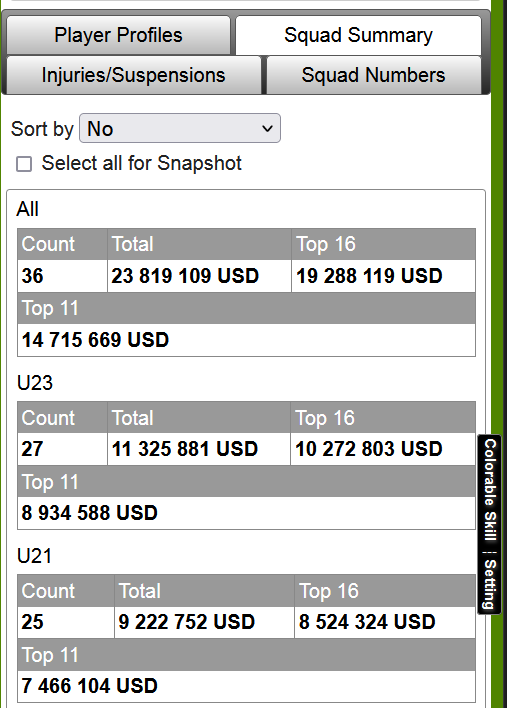 Player Profiles Squad Summary
Injuries/Suspensions Squad Numbers
Sort by No
Select all for Snapshot
All
Count Total Top 16
36 23 819 109 USD 19 288 119 USD
Top 11
14 715 669 USD
U23
Count Total Top 16
27 11 325 881 USD 10 272 803 USD
Top 11
8 934 588 USD
U21
Count Total Top 16
25 9 222 752 USD 8 524 324 USD
Top 11
7 466 104 USD
Colorable Skill --- Setting